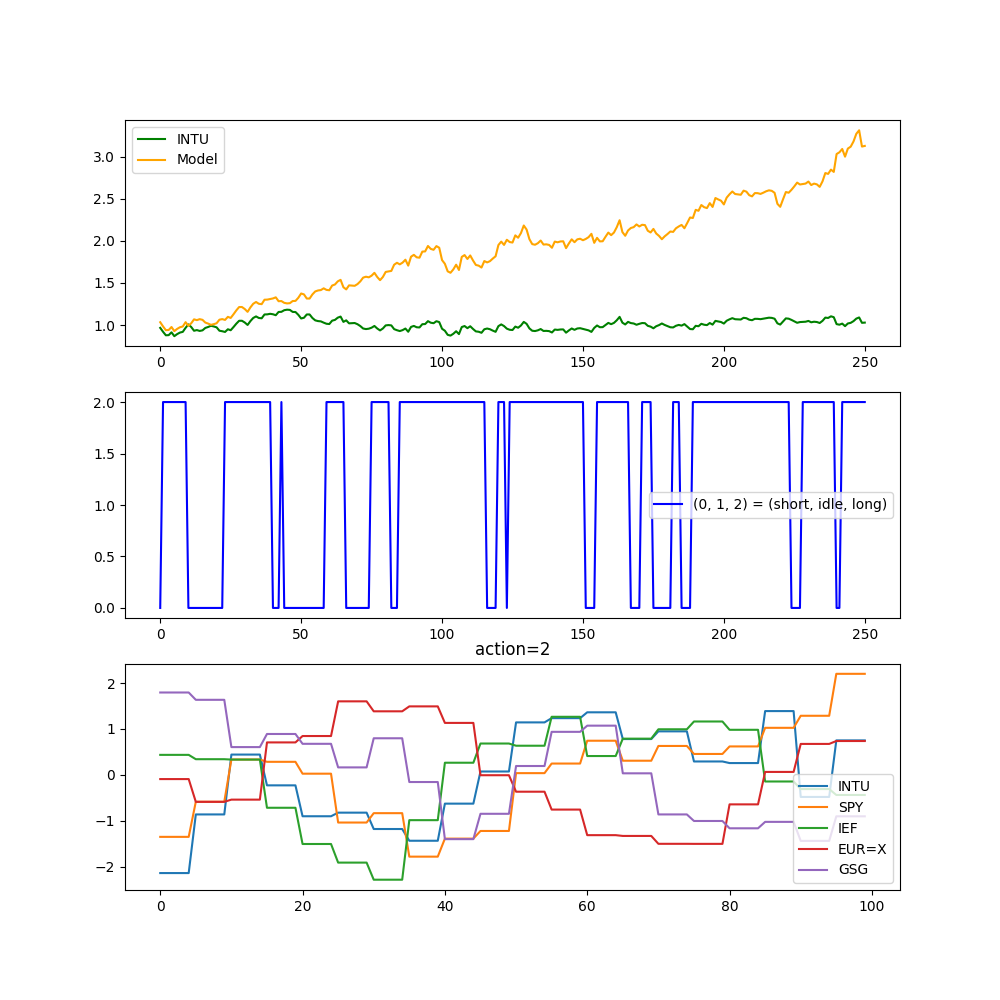 INTU
Model
3.0
2.5
2.0
1.5
1.0
0 50 100 150 200 250
2.0
1.5
1.0
0.5
0.0
(0, 1, 2) = (short, idle, long)
0 50 100 150 200 250
action=2
2
1
0
−1
−2
INTU
SPY
IEF
EUR=X
GSG
0 20 40 60 80 100